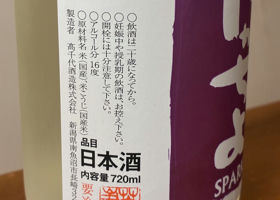 ○飲酒は二十歳になってから。
○妊娠中や授乳期の飲酒は、お控え下さい。
○開栓には十分注意して下さい。
○アルコール分 16度
○原材料名 米(国産)、米こうじ(国産米)
製造者 高千代酒造株式会社
新潟県南魚沼市長崎
品目
日本酒
内容量 720ml
要冷
SPAR